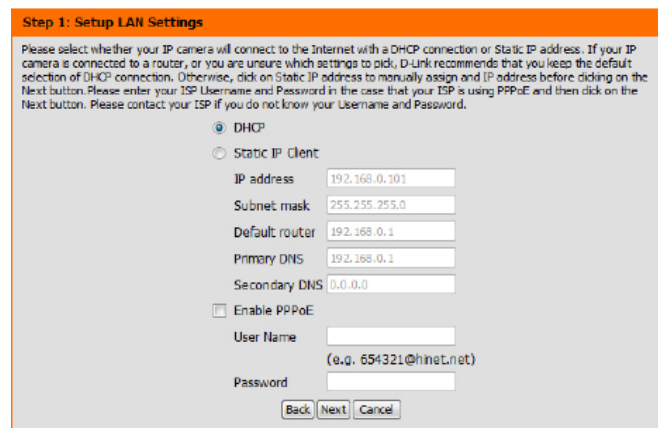 Step 1: Setup LAN Settings
Please select whether your IP camera will connect to the Internet with a DHCP connection or Static IP address. If your IP
camera is connected to a router, or you are unsure which settings to pick, D-Link recommends that you keep the default
selection of DHCP connection. Otherwise, click on Static IP address to manually assign and IP address before clicking on the
Next button.Please enter your ISP Username and Password in the case that your ISP is using PPPoE and then click on the
Next button. Please contact your ISP if you do not know your Username and Password.
DHCP
Static IP Client
IP address 192.168.0.101
Subnet mask 255.255.255.0
Default router 192.168.0.1
Primary DNS 192.168.0.1
Secondary DNS 0.0.0.0
Enable PPPoE
User Name
(e.g. 654321@hinet.net)
Password
Back Next Cancel